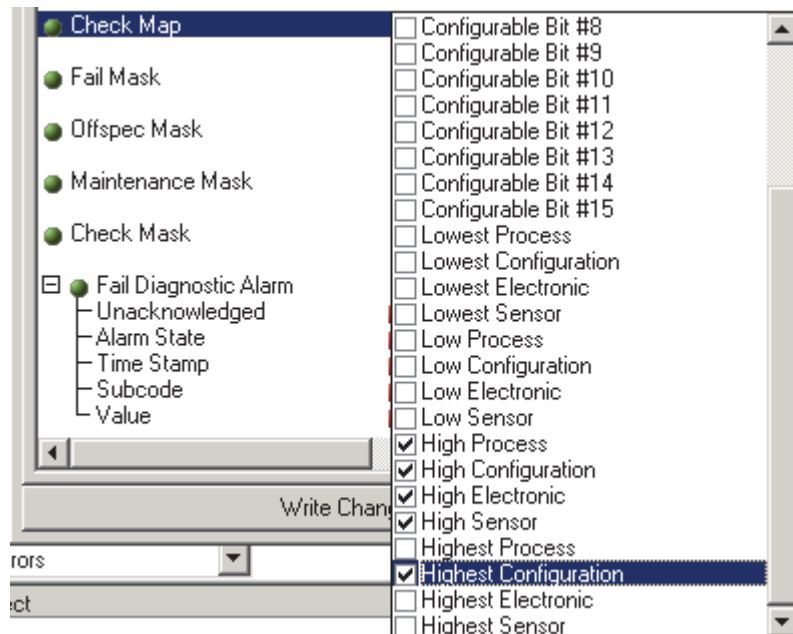 Check Map
Fail Mask
Offspec Mask
Maintenance Mask
Check Mask
Fail Diagnostic Alarm
Unacknowledged
Alarm State
Time Stamp
Subcode
Value
Write Chan
rors
ect
Configurable Bit #8
Configurable Bit #9
Configurable Bit #10
Configurable Bit #11
Configurable Bit #12
Configurable Bit #13
Configurable Bit #14
Configurable Bit #15
Lowest Process
Lowest Configuration
Lowest Electronic
Lowest Sensor
Low Process
Low Configuration
Low Electronic
Low Sensor
High Process
High Configuration
High Electronic
High Sensor
Highest Process
Highest Configuration
Highest Electronic
Highest Sensor